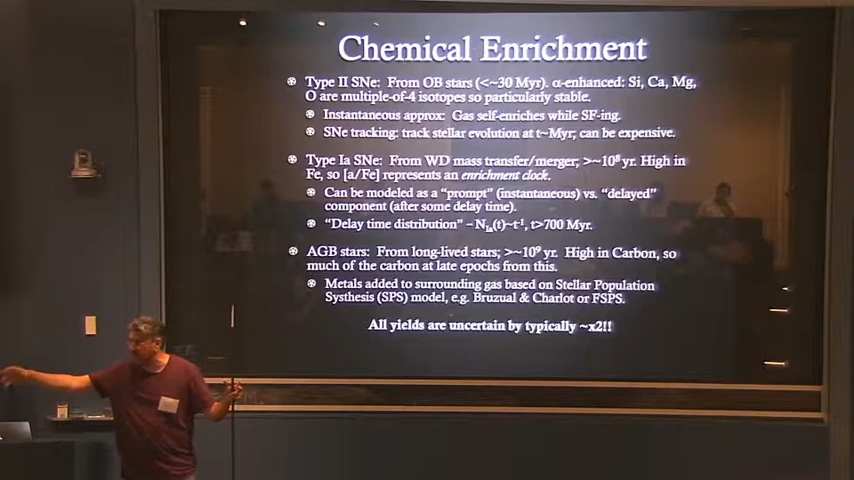 Chemical Enrichment
Type II SNe: From OB stars (<~30 Myr). α-enhanced: Si, Ca, Mg,
O are multiple-of-4 isotopes so particularly stable.
Instantaneous approx: Gas self-enriches while SF-ing.
SNe tracking: track stellar evolution at t~Myr; can be expensive.
Type Ia SNe: From WD mass transfer/merger; >~10⁸ yr. High in
Fe, so [a/Fe] represents an enrichment clock.
Can be modeled as a "prompt" (instantaneous) vs. "delayed"
component (after some delay time).
"Delay time distribution" – N_Ia(t)~t⁻¹, t>700 Myr.
AGB stars: From long-lived stars; >~10⁹ yr. High in Carbon, so
much of the carbon at late epochs from this.
Metals added to surrounding gas based on Stellar Population
Systhesis (SPS) model, e.g. Bruzual & Charlot or FSPS.
All yields are uncertain by typically ~x2!!